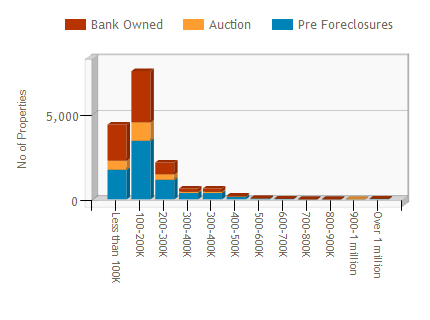 Bank Owned
Auction
Pre Foreclosures
No of Properties
5,000
0
Less than 100K
100-200K
200-300K
300-400K
300-400K
400-500K
500-600K
600-700K
700-800K
800-900K
900-1 million
Over 1 million